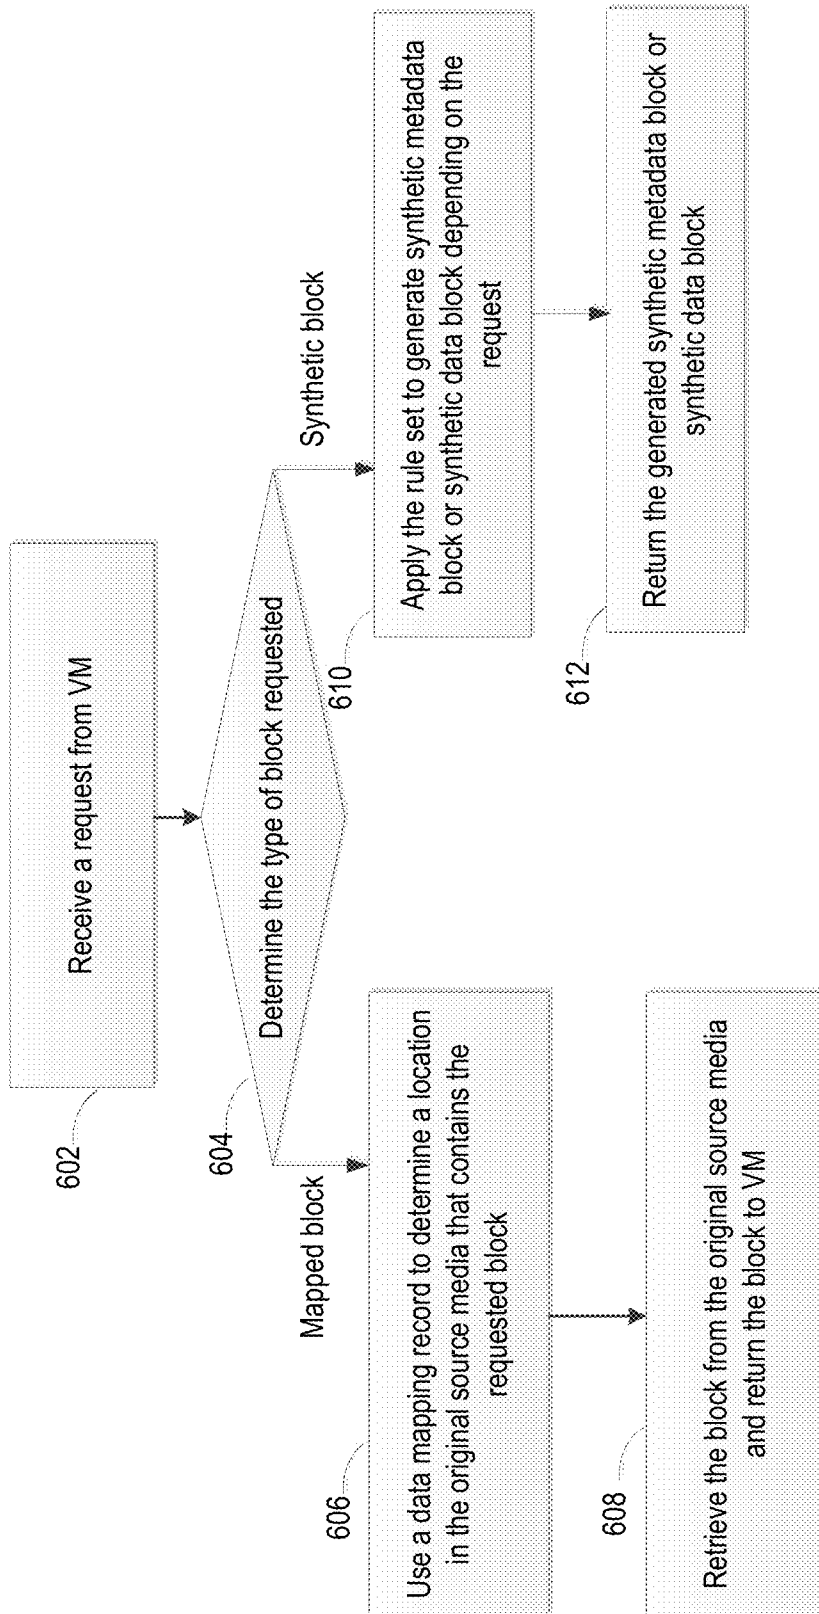 602
Receive a request from VM
604
Determine the type of block requested
Mapped block
Synthetic block
606
Use a data mapping record to determine a location
in the original source media that contains the
requested block
610
Apply the rule set to generate synthetic metadata
block or synthetic data block depending on the
request
608
Retrieve the block from the original source media
and return the block to VM
612
Return the generated synthetic metadata block or
synthetic data block